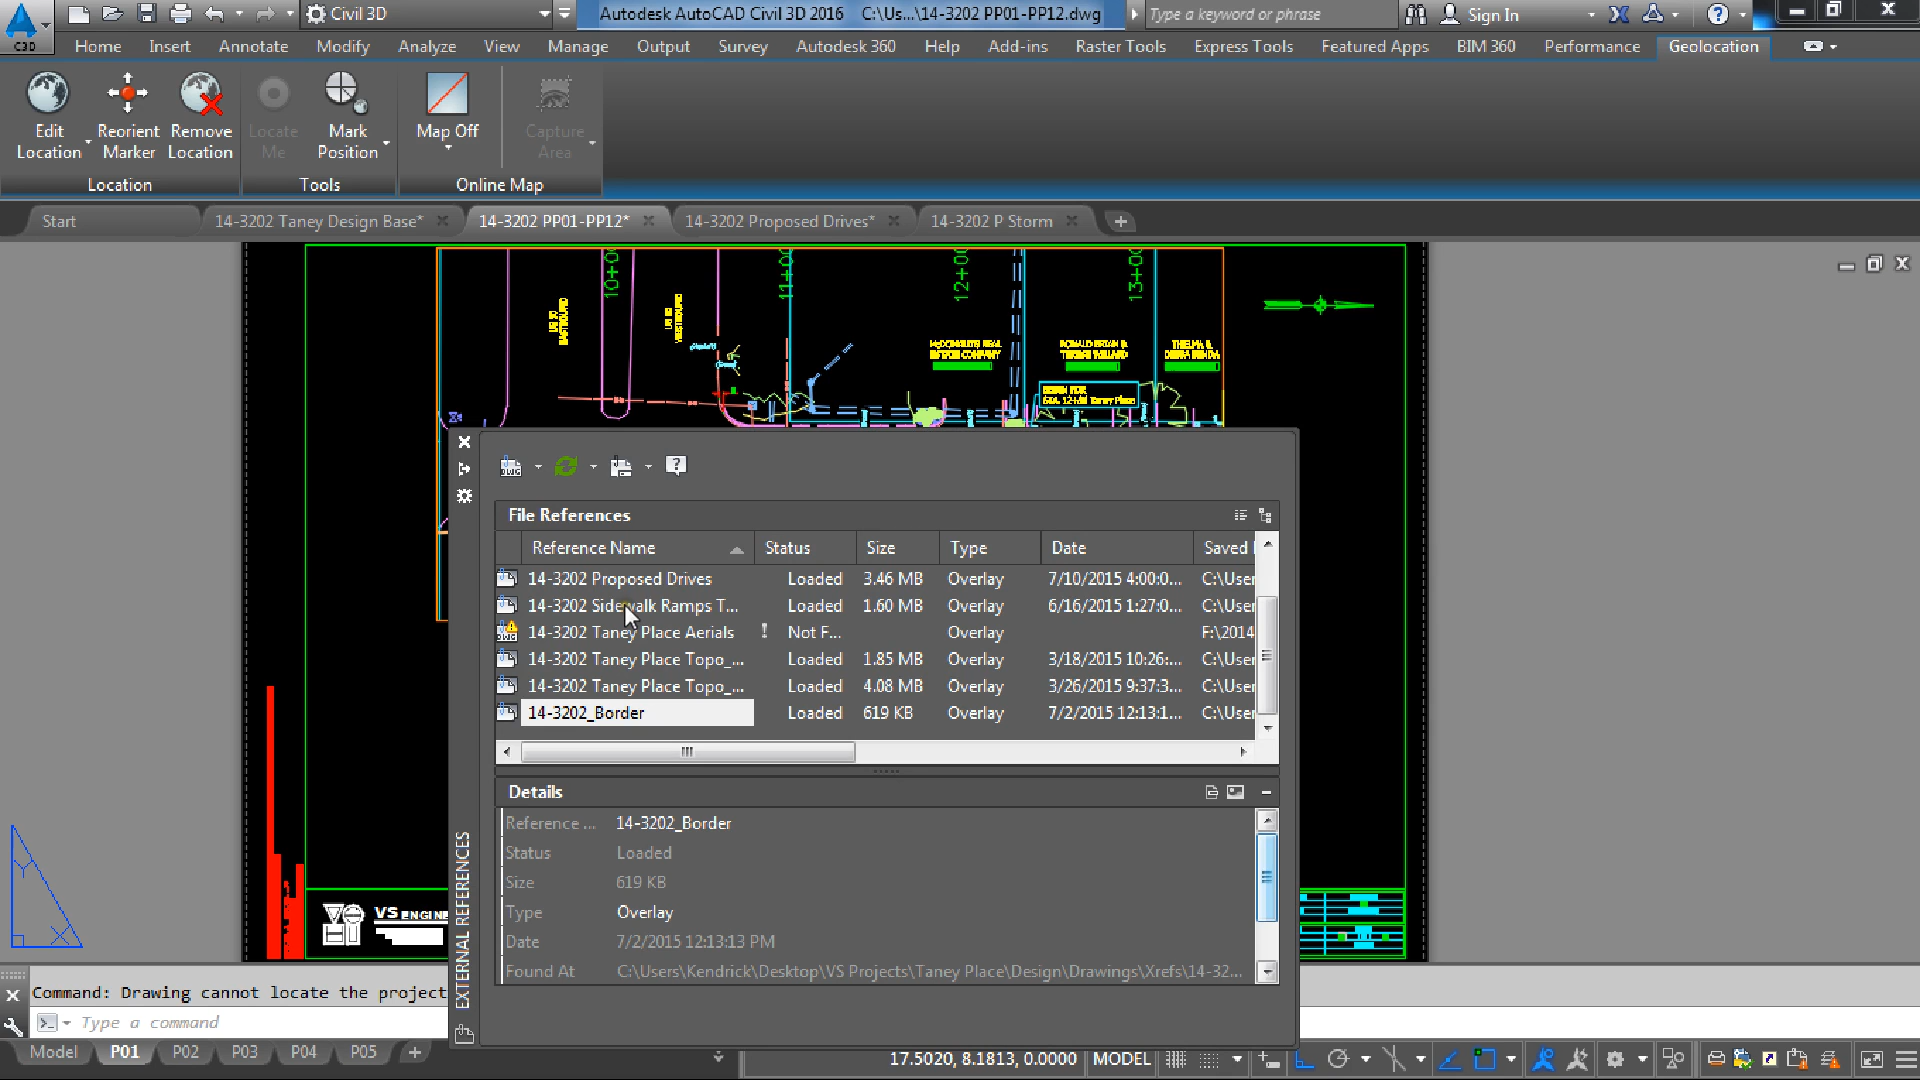 Civil 3D
Autodesk AutoCAD Civil 3D 2016 C:\Us...\14-3202 PP01-PP12.dwg
Type a keyword or phrase
Sign In
C3D
Home Insert Annotate Modify Analyze View Manage Output Survey Autodesk 360 Help Add-ins Raster Tools Express Tools Featured Apps BIM 360 Performance Geolocation
Edit Location
Reorient Marker
Remove Location
Locate Me
Mark Position
Map Off
Capture Area
Location
Tools
Online Map
Start
14-3202 Taney Design Base*
14-3202 PP01-PP12*
14-3202 Proposed Drives*
14-3202 P Storm
File References
Reference Name Status Size Type Date Saved
14-3202 Proposed Drives Loaded 3.46 MB Overlay 7/10/2015 4:00:0... C:\User
14-3202 Sidewalk Ramps T... Loaded 1.60 MB Overlay 6/16/2015 1:27:0... C:\User
14-3202 Taney Place Aerials ! Not F... Overlay F:\2014
14-3202 Taney Place Topo_... Loaded 1.85 MB Overlay 3/18/2015 10:26:... C:\User
14-3202 Taney Place Topo_... Loaded 4.08 MB Overlay 3/26/2015 9:37:3... C:\User
14-3202_Border Loaded 619 KB Overlay 7/2/2015 12:13:1... C:\User
Details
Reference ... 14-3202_Border
Status Loaded
Size 619 KB
Type Overlay
Date 7/2/2015 12:13:13 PM
Found At C:\Users\Kendrick\Desktop\VS Projects\Taney Place\Design\Drawings\Xrefs\14-32...
EXTERNAL REFERENCES
VS ENGINE
Command: Drawing cannot locate the project
Type a command
Model P01 P02 P03 P04 P05
17.5020, 8.1813, 0.0000 MODEL